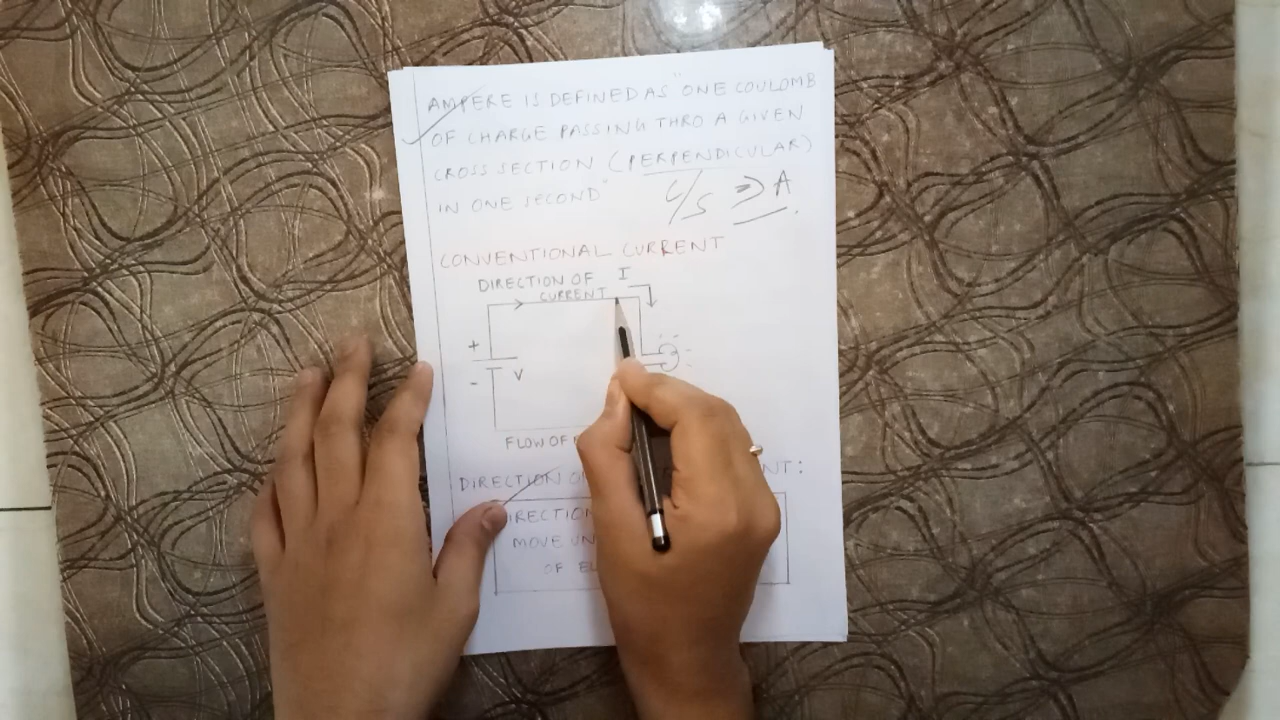 AMPERE IS DEFINED AS "ONE COULOMB
OF CHARGE PASSING THRO A GIVEN
CROSS SECTION (PERPENDICULAR)
IN ONE SECOND"
C/S ⇒ A
CONVENTIONAL CURRENT
DIRECTION OF I
CURRENT
+
- V
FLOW OF
DIRECTION
NT:
DIRECTION
MOVE
OF